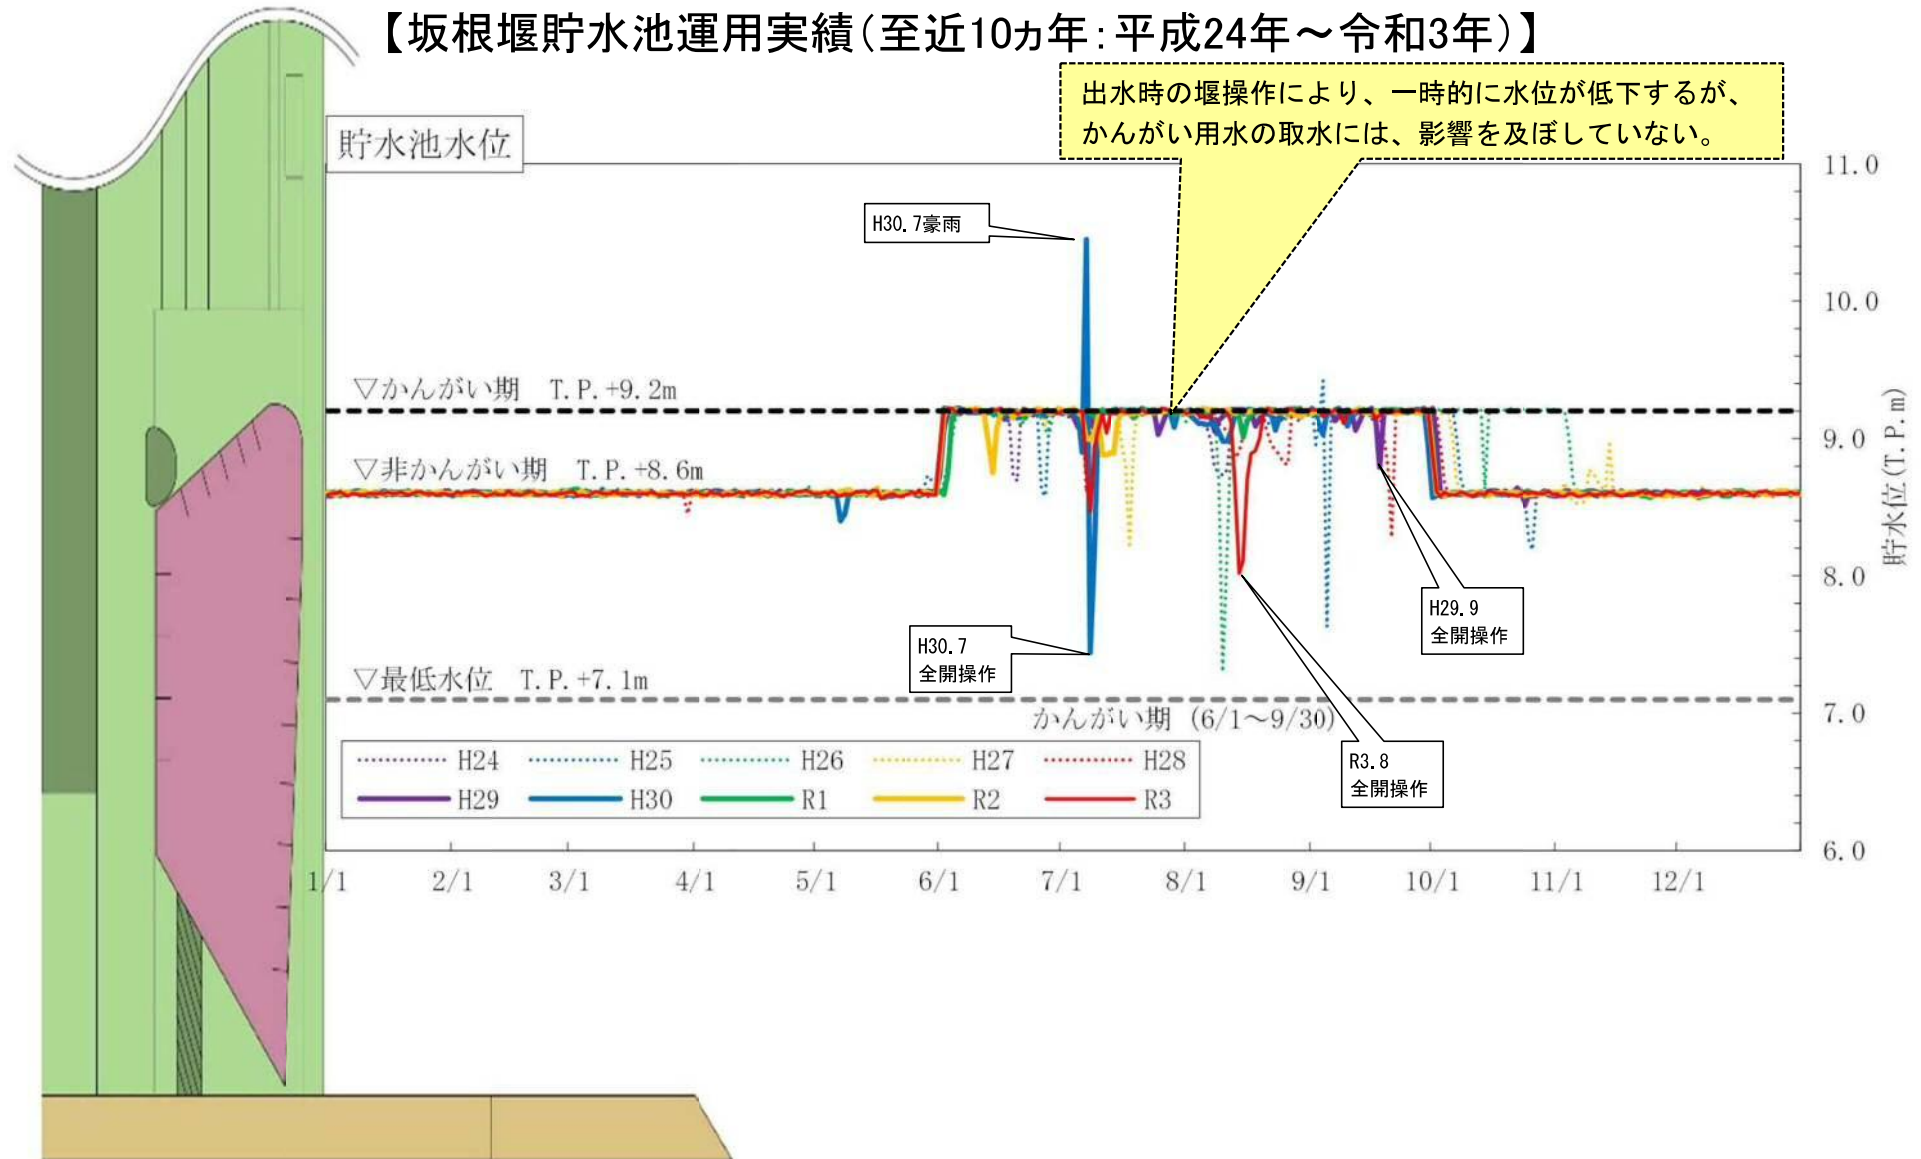 【坂根堰貯水池運用実績(至近10ヵ年:平成24年～令和3年)】
出水時の堰操作により、一時的に水位が低下するが、
かんがい用水の取水には、影響を及ぼしていない。
貯水池水位
H30.7豪雨
▽かんがい期 T.P.+9.2m
▽非かんがい期 T.P.+8.6m
H30.7
全開操作
H29.9
全開操作
▽最低水位 T.P.+7.1m
かんがい期 (6/1～9/30)
R3.8
全開操作
H24 H25 H26 H27 H28
H29 H30 R1 R2 R3
11.0
10.0
9.0
8.0
7.0
6.0
貯水位(T.P.m)
1/1 2/1 3/1 4/1 5/1 6/1 7/1 8/1 9/1 10/1 11/1 12/1